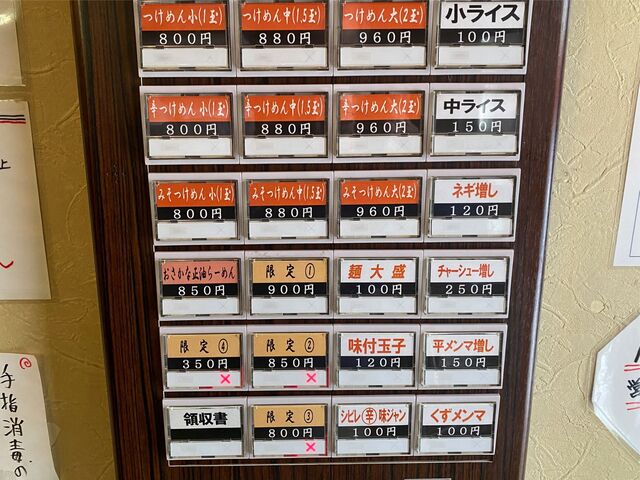 つけめん小(1玉)
800円
つけめん中(1.5玉)
880円
つけめん大(2玉)
960円
小ライス
100円
辛つけめん小(1玉)
800円
辛つけめん中(1.5玉)
880円
辛つけめん大(2玉)
960円
中ライス
150円
みそつけめん小(1玉)
800円
みそつけめん中(1.5玉)
880円
みそつけめん大(2玉)
960円
ネギ増し
120円
おさかな正油らーめん
850円
限定①
900円
麺大盛
100円
チャーシュー増し
250円
限定④
350円
×
限定②
850円
×
味付玉子
120円
平メンマ増し
150円
領収書
限定③
800円
×
シビレ辛味ジャン
100円
くずメンマ
100円
上
ん
手指消毒の
営